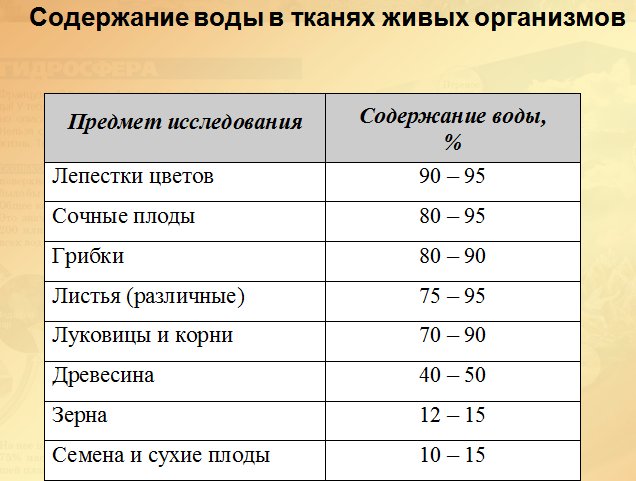 Содержание воды в тканях живых организмов
ГИДРОСФЕРА
Предмет исследования
Содержание воды,
%
Лепестки цветов 90 – 95
Сочные плоды 80 – 95
Грибки 80 – 90
Листья (различные) 75 – 95
Луковицы и корни 70 – 90
Древесина 40 – 50
Зерна 12 – 15
Семена и сухие плоды 10 – 15